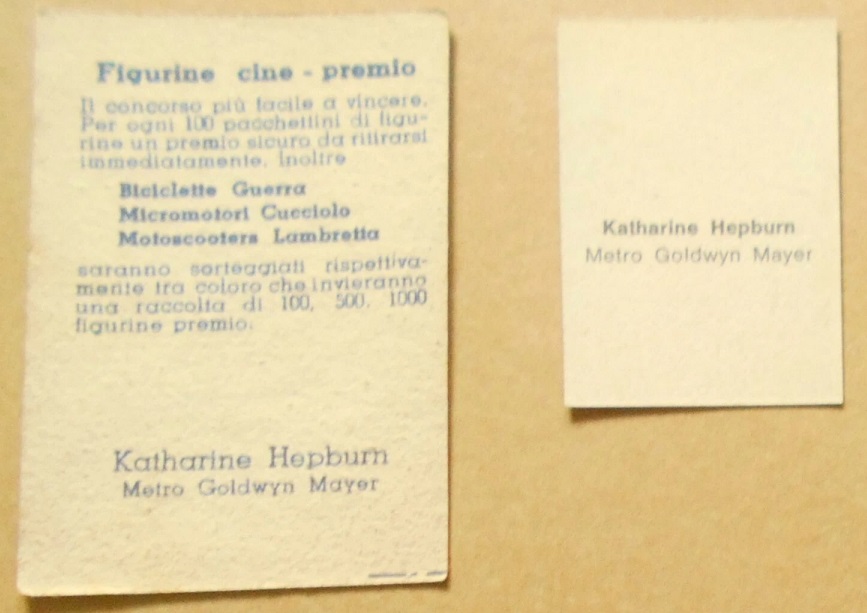 Figurine cine - premio
Il concorso più facile a vincere.
Per ogni 100 pacchettini di figu-
rine un premio sicuro da ritirarsi
immediatamente. Inoltre
Biciclette Guerra
Micromotori Cucciolo
Motoscooters Lambretta
saranno sorteggiati rispettiva-
mente tra coloro che invieranno
una raccolta di 100, 500, 1000
figurine premio.
Katharine Hepburn
Metro Goldwyn Mayer
Katharine Hepburn
Metro Goldwyn Mayer